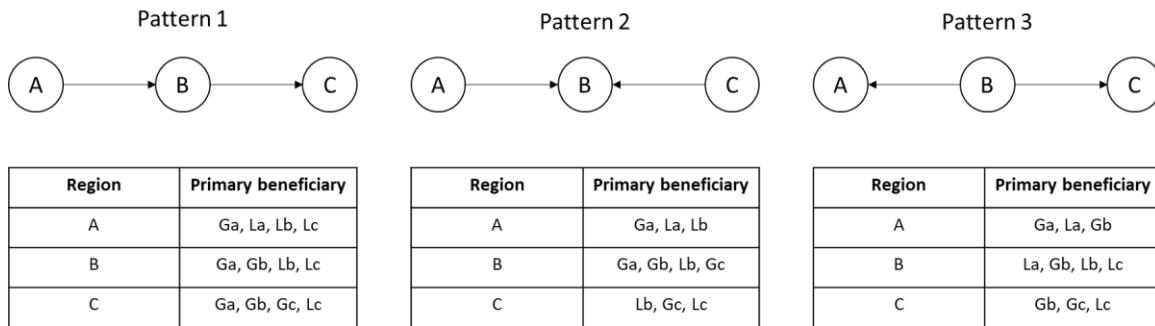 Pattern 1
A B C
Region Primary beneficiary
A Ga, La, Lb, Lc
B Ga, Gb, Lb, Lc
C Ga, Gb, Gc, Lc
Pattern 2
A B C
Region Primary beneficiary
A Ga, La, Lb
B Ga, Gb, Lb, Gc
C Lb, Gc, Lc
Pattern 3
A B C
Region Primary beneficiary
A Ga, La, Gb
B La, Gb, Lb, Lc
C Gb, Gc, Lc